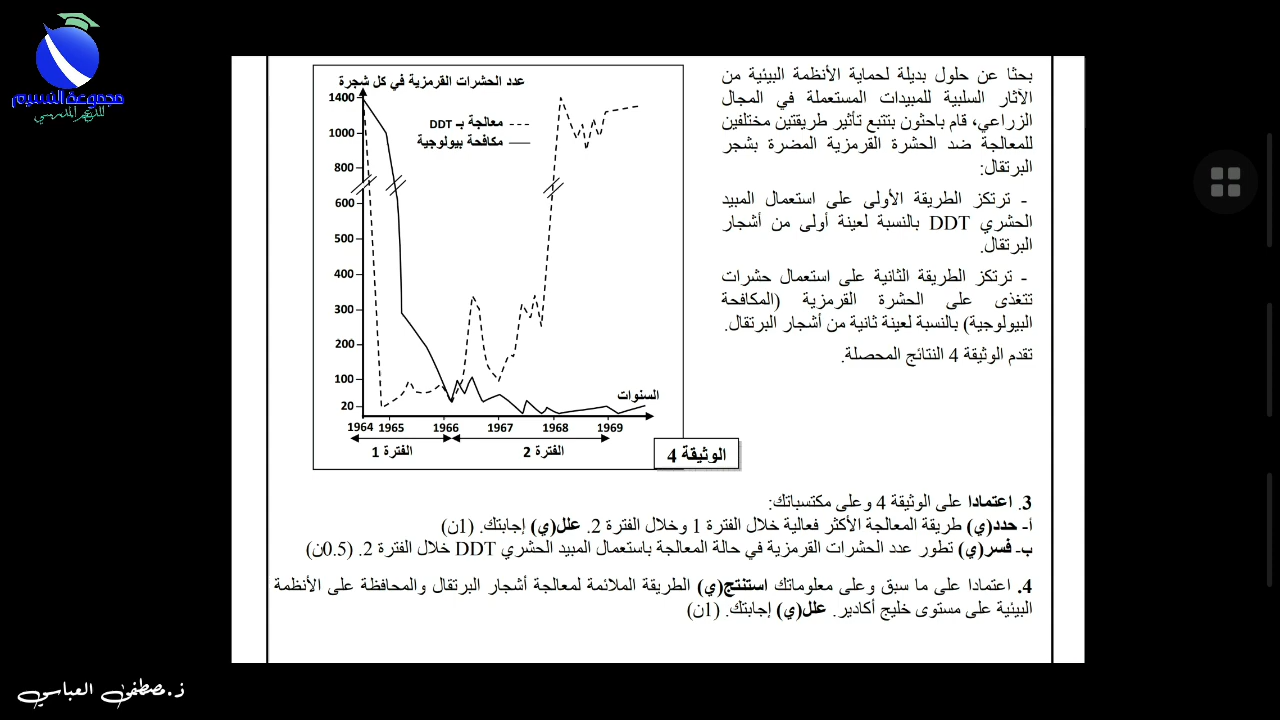 مجموعة النسيم
بحثا عن حلول بديلة لحماية الأنظمة البيئية من
الآثار السلبية للمبيدات المستعملة في المجال
الزراعي، قام باحثون بتتبع تأثير طريقتين مختلفتين
للمعالجة ضد الحشرة القرمزية المضرة بشجر
البرتقال:
- ترتكز الطريقة الأولى على استعمال المبيد
الحشري DDT بالنسبة لعينة أولى من أشجار
البرتقال.
- ترتكز الطريقة الثانية على استعمال حشرات
تتغذى على الحشرة القرمزية (المكافحة
البيولوجية) بالنسبة لعينة ثانية من أشجار البرتقال.
تقدم الوثيقة 4 النتائج المحصلة.
عدد الحشرات القرمزية في كل شجرة
معالجة بـ DDT
مكافحة بيولوجية
1400
1000
800
600
500
400
300
200
100
20
السنوات
1964 1965 1966 1967 1968 1969
الفترة 1 الفترة 2
الوثيقة 4
3. اعتمادا على الوثيقة 4 وعلى مكتسباتك:
أ- حدد(ي) طريقة المعالجة الأكثر فعالية خلال الفترة 1 وخلال الفترة 2. علل(ي) إجابتك. (1ن)
ب- فسر(ي) تطور عدد الحشرات القرمزية في حالة المعالجة باستعمال المبيد الحشري DDT خلال الفترة 2. (0.5ن)
4. اعتمادا على ما سبق وعلى معلوماتك استنتج(ي) الطريقة الملائمة لمعالجة أشجار البرتقال والمحافظة على الأنظمة
البيئية على مستوى خليج أكادير. علل(ي) إجابتك. (1ن)
ذ.مصطفى العباسي